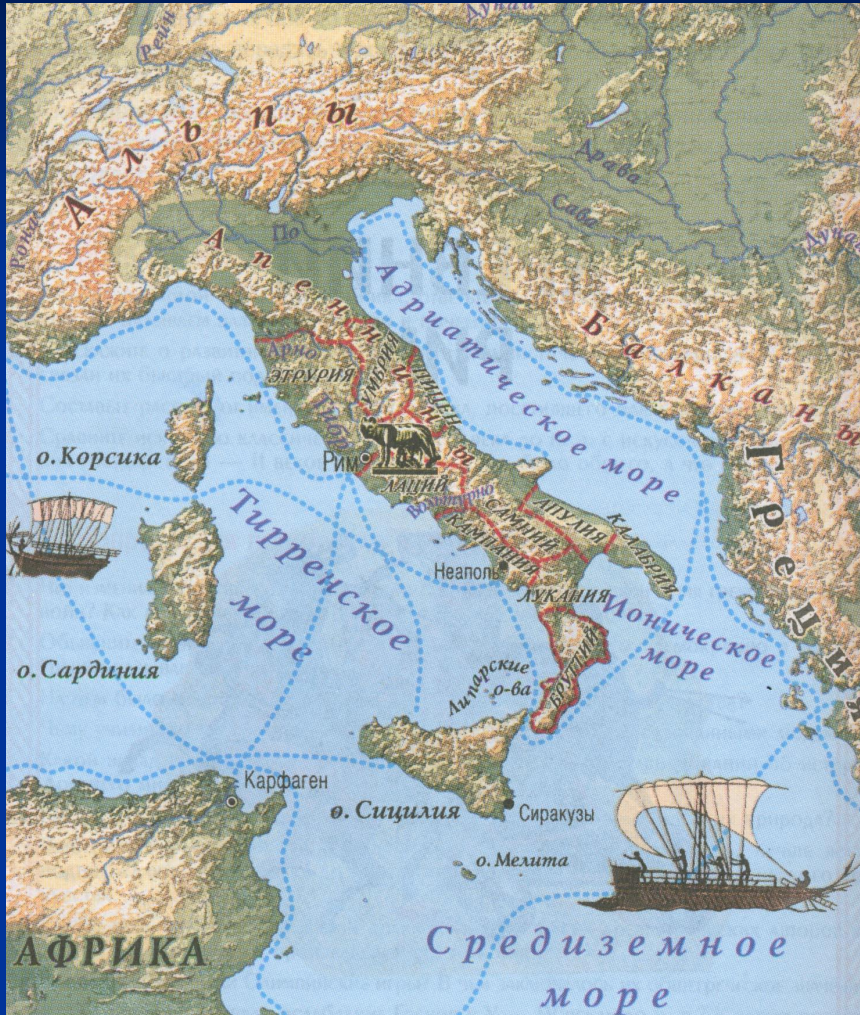 Рейн
Дунай
Альпы
Драва
Сава
Дунай
Рона
По
Апеннины
Адриатическое море
Балканы
Арно
ЭТРУРИЯ
УМБРИЯ
ПИЦЕН
Тибр
о.Корсика
Рим
ЛАЦИЙ
Вольтурно
САМНИЙ
АПУЛИЯ
КАЛАБРИЯ
КАМПАНИЯ
Греция
Тирренское
море
Неаполь
ЛУКАНИЯ
Ионическое
море
о.Сардиния
Липарские
о-ва
БРУТТИЙ
Карфаген
о. Сицилия
Сиракузы
о. Мелита
АФРИКА
Средиземное
море